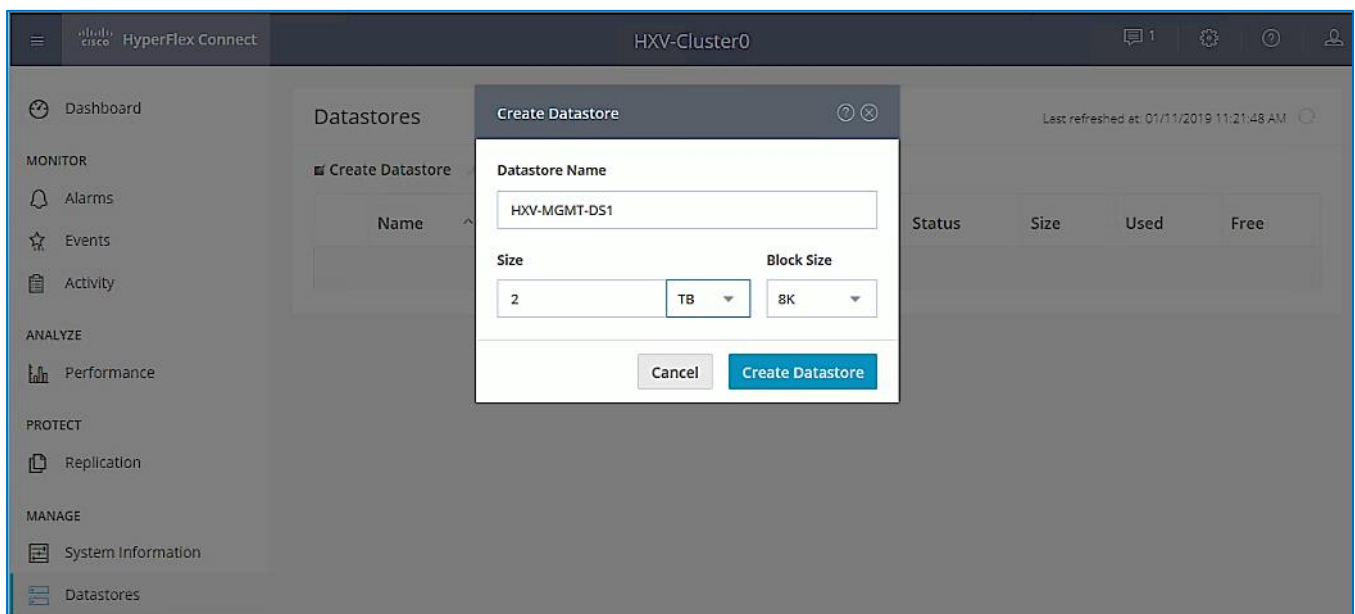 CISCO HyperFlex Connect
HXV-Cluster0
1
Dashboard
MONITOR
Alarms
Events
Activity
ANALYZE
Performance
PROTECT
Replication
MANAGE
System Information
Datastores
Datastores
Last refreshed at: 01/11/2019 11:21:48 AM
Create Datastore
Name Status Size Used Free
Create Datastore
Datastore Name
HXV-MGMT-DS1
Size Block Size
2 TB 8K
Cancel Create Datastore